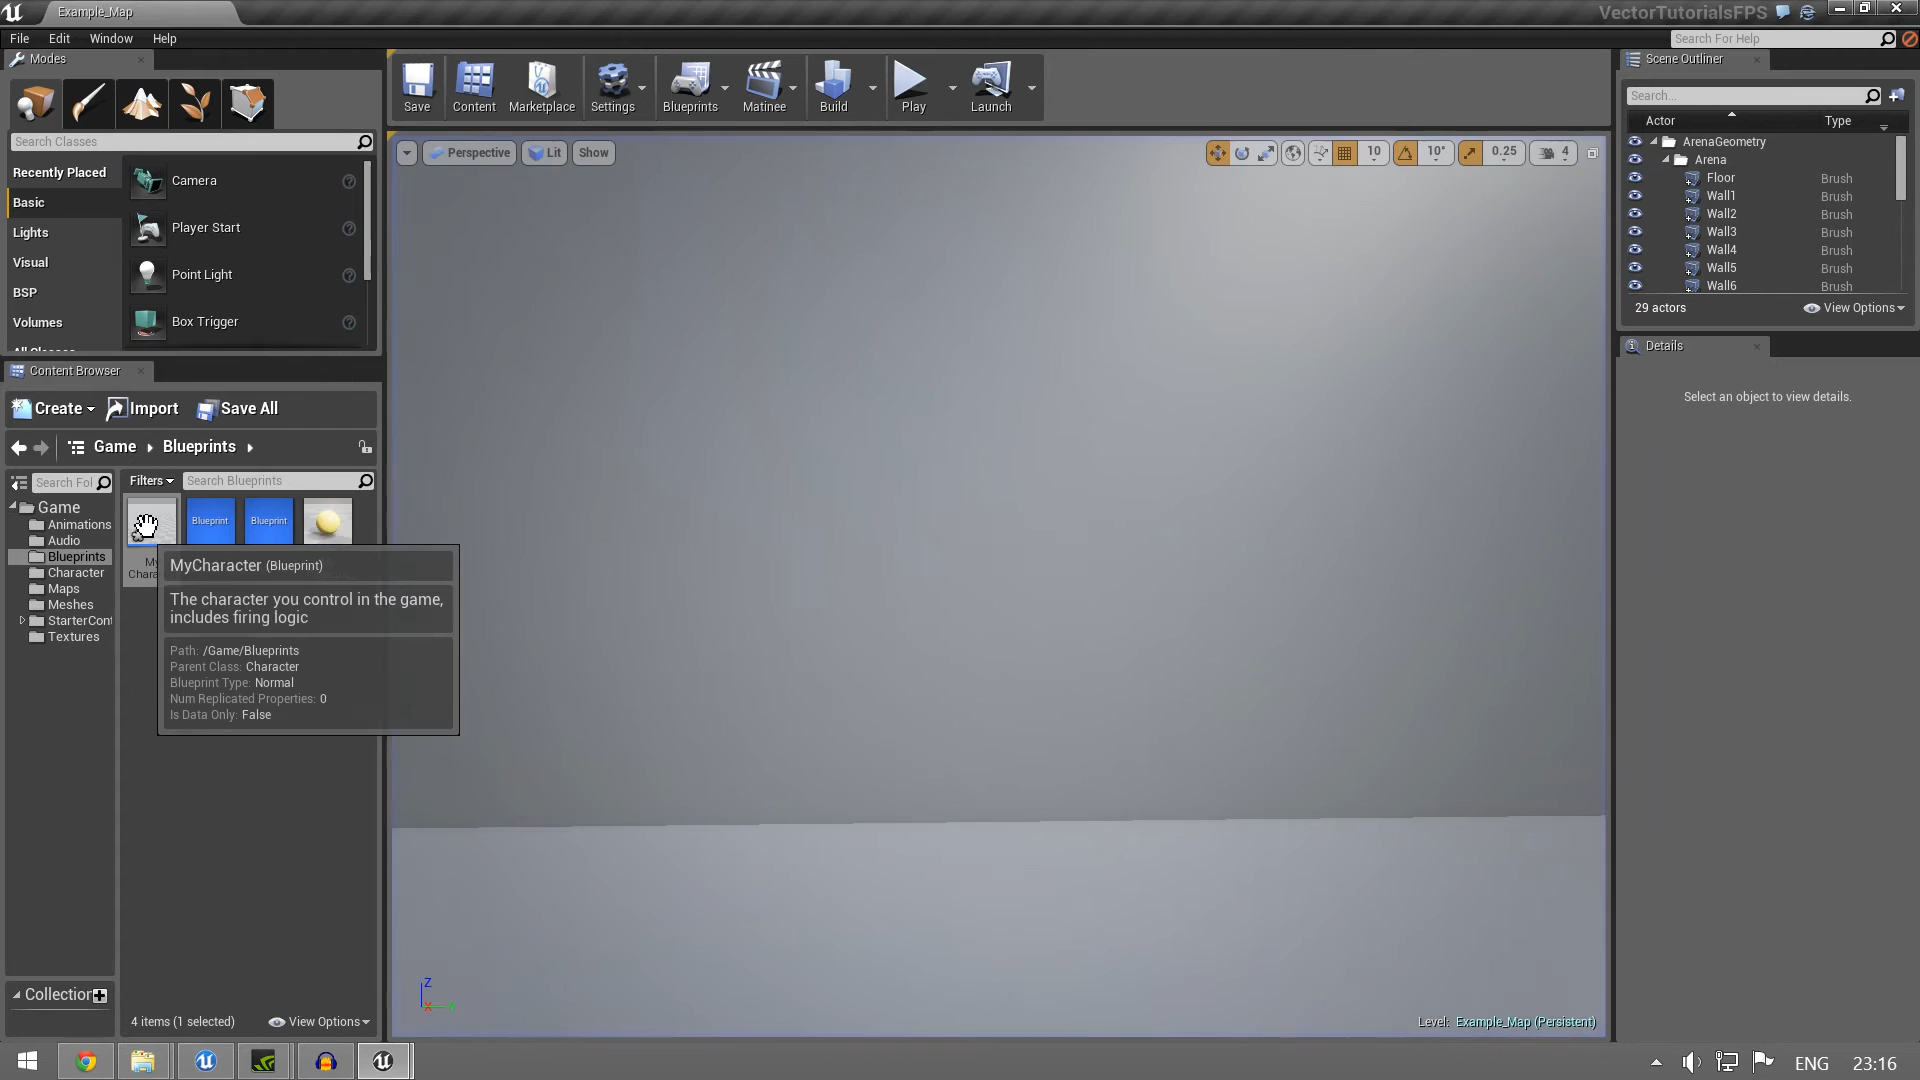 Example_Map
VectorTutorialsFPS
File Edit Window Help
Search For Help
Modes
Save
Content
Marketplace
Settings
Blueprints
Matinee
Build
Play
Launch
Scene Outliner
Search...
Actor Type
ArenaGeometry
Arena
Floor Brush
Wall1 Brush
Wall2 Brush
Wall3 Brush
Wall4 Brush
Wall5 Brush
Wall6 Brush
29 actors
View Options
Search Classes
Recently Placed
Basic
Lights
Visual
BSP
Volumes
All Classes
Camera
Player Start
Point Light
Box Trigger
Perspective
Lit
Show
10
10°
0.25
4
Details
Select an object to view details.
Content Browser
Create
Import
Save All
Game
Blueprints
Search Fol
Filters
Search Blueprints
Game
Animations
Audio
Blueprints
Character
Maps
Meshes
StarterCont
Textures
Blueprint
Blueprint
My
Chara
MyCharacter (Blueprint)
The character you control in the game,
includes firing logic
Path: /Game/Blueprints
Parent Class: Character
Blueprint Type: Normal
Num Replicated Properties: 0
Is Data Only: False
Collection
4 items (1 selected)
View Options
Z
X
Level: Example_Map (Persistent)
ENG
23:16